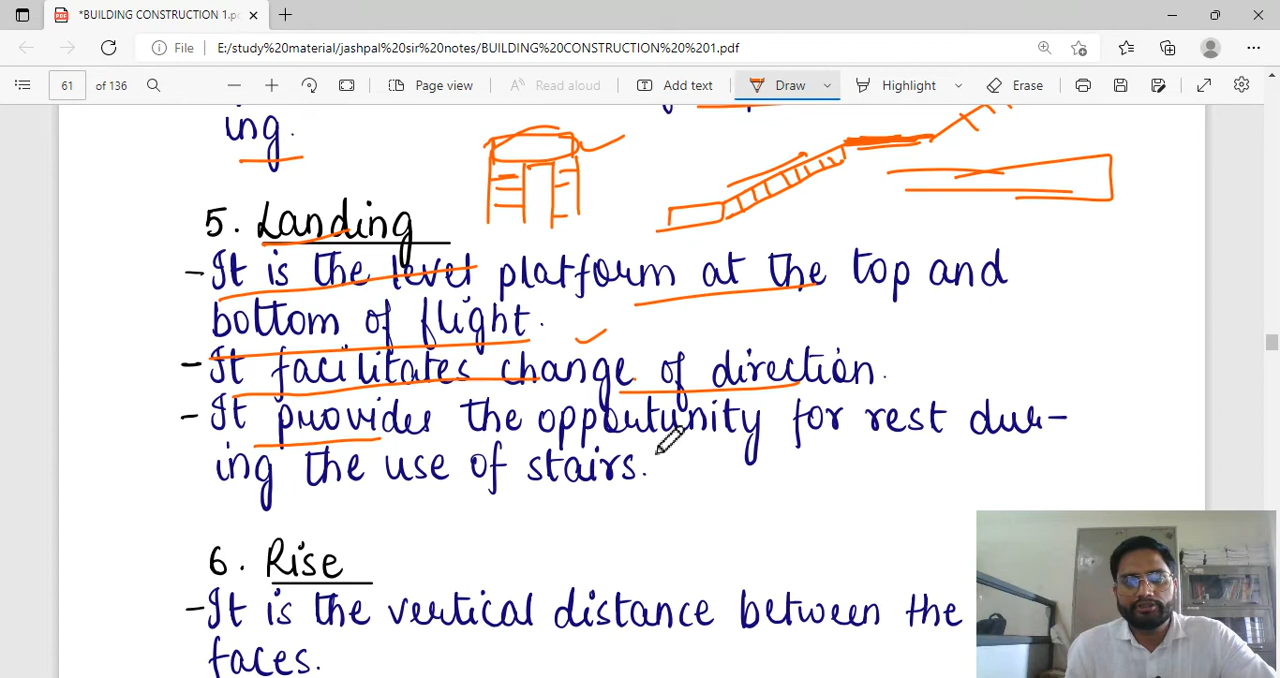 *BUILDING CONSTRUCTION 1.p
File E:/study%20material/jashpal%20sir%20notes/BUILDING%20CONSTRUCTION%20%201.pdf
61 of 136 Page view Read aloud Add text Draw Highlight Erase
ing.
5. Landing
- It is the level platform at the top and
bottom of flight.
- It facilitates change of direction.
- It provides the opportunity for rest dur-
ing the use of stairs.
6. Rise
- It is the vertical distance between the
faces.